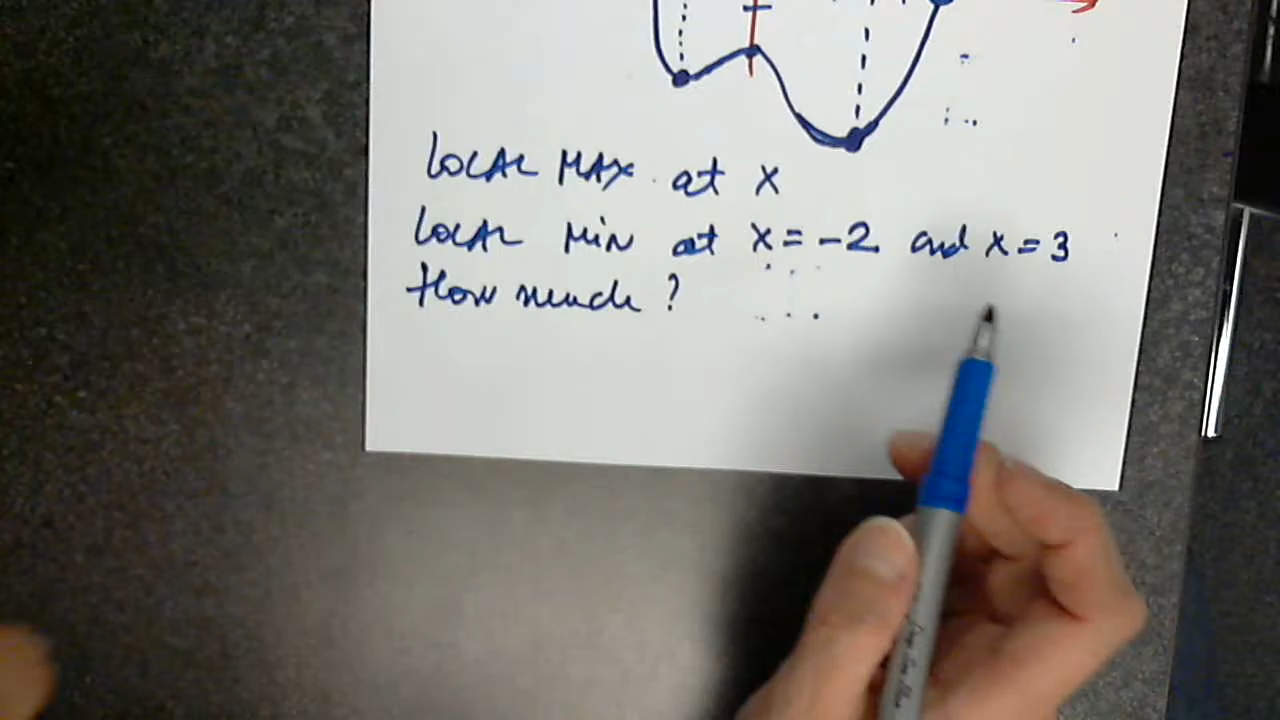 LOCAL MAX at x
LOCAL MiN at x = -2 and x = 3
How much ?